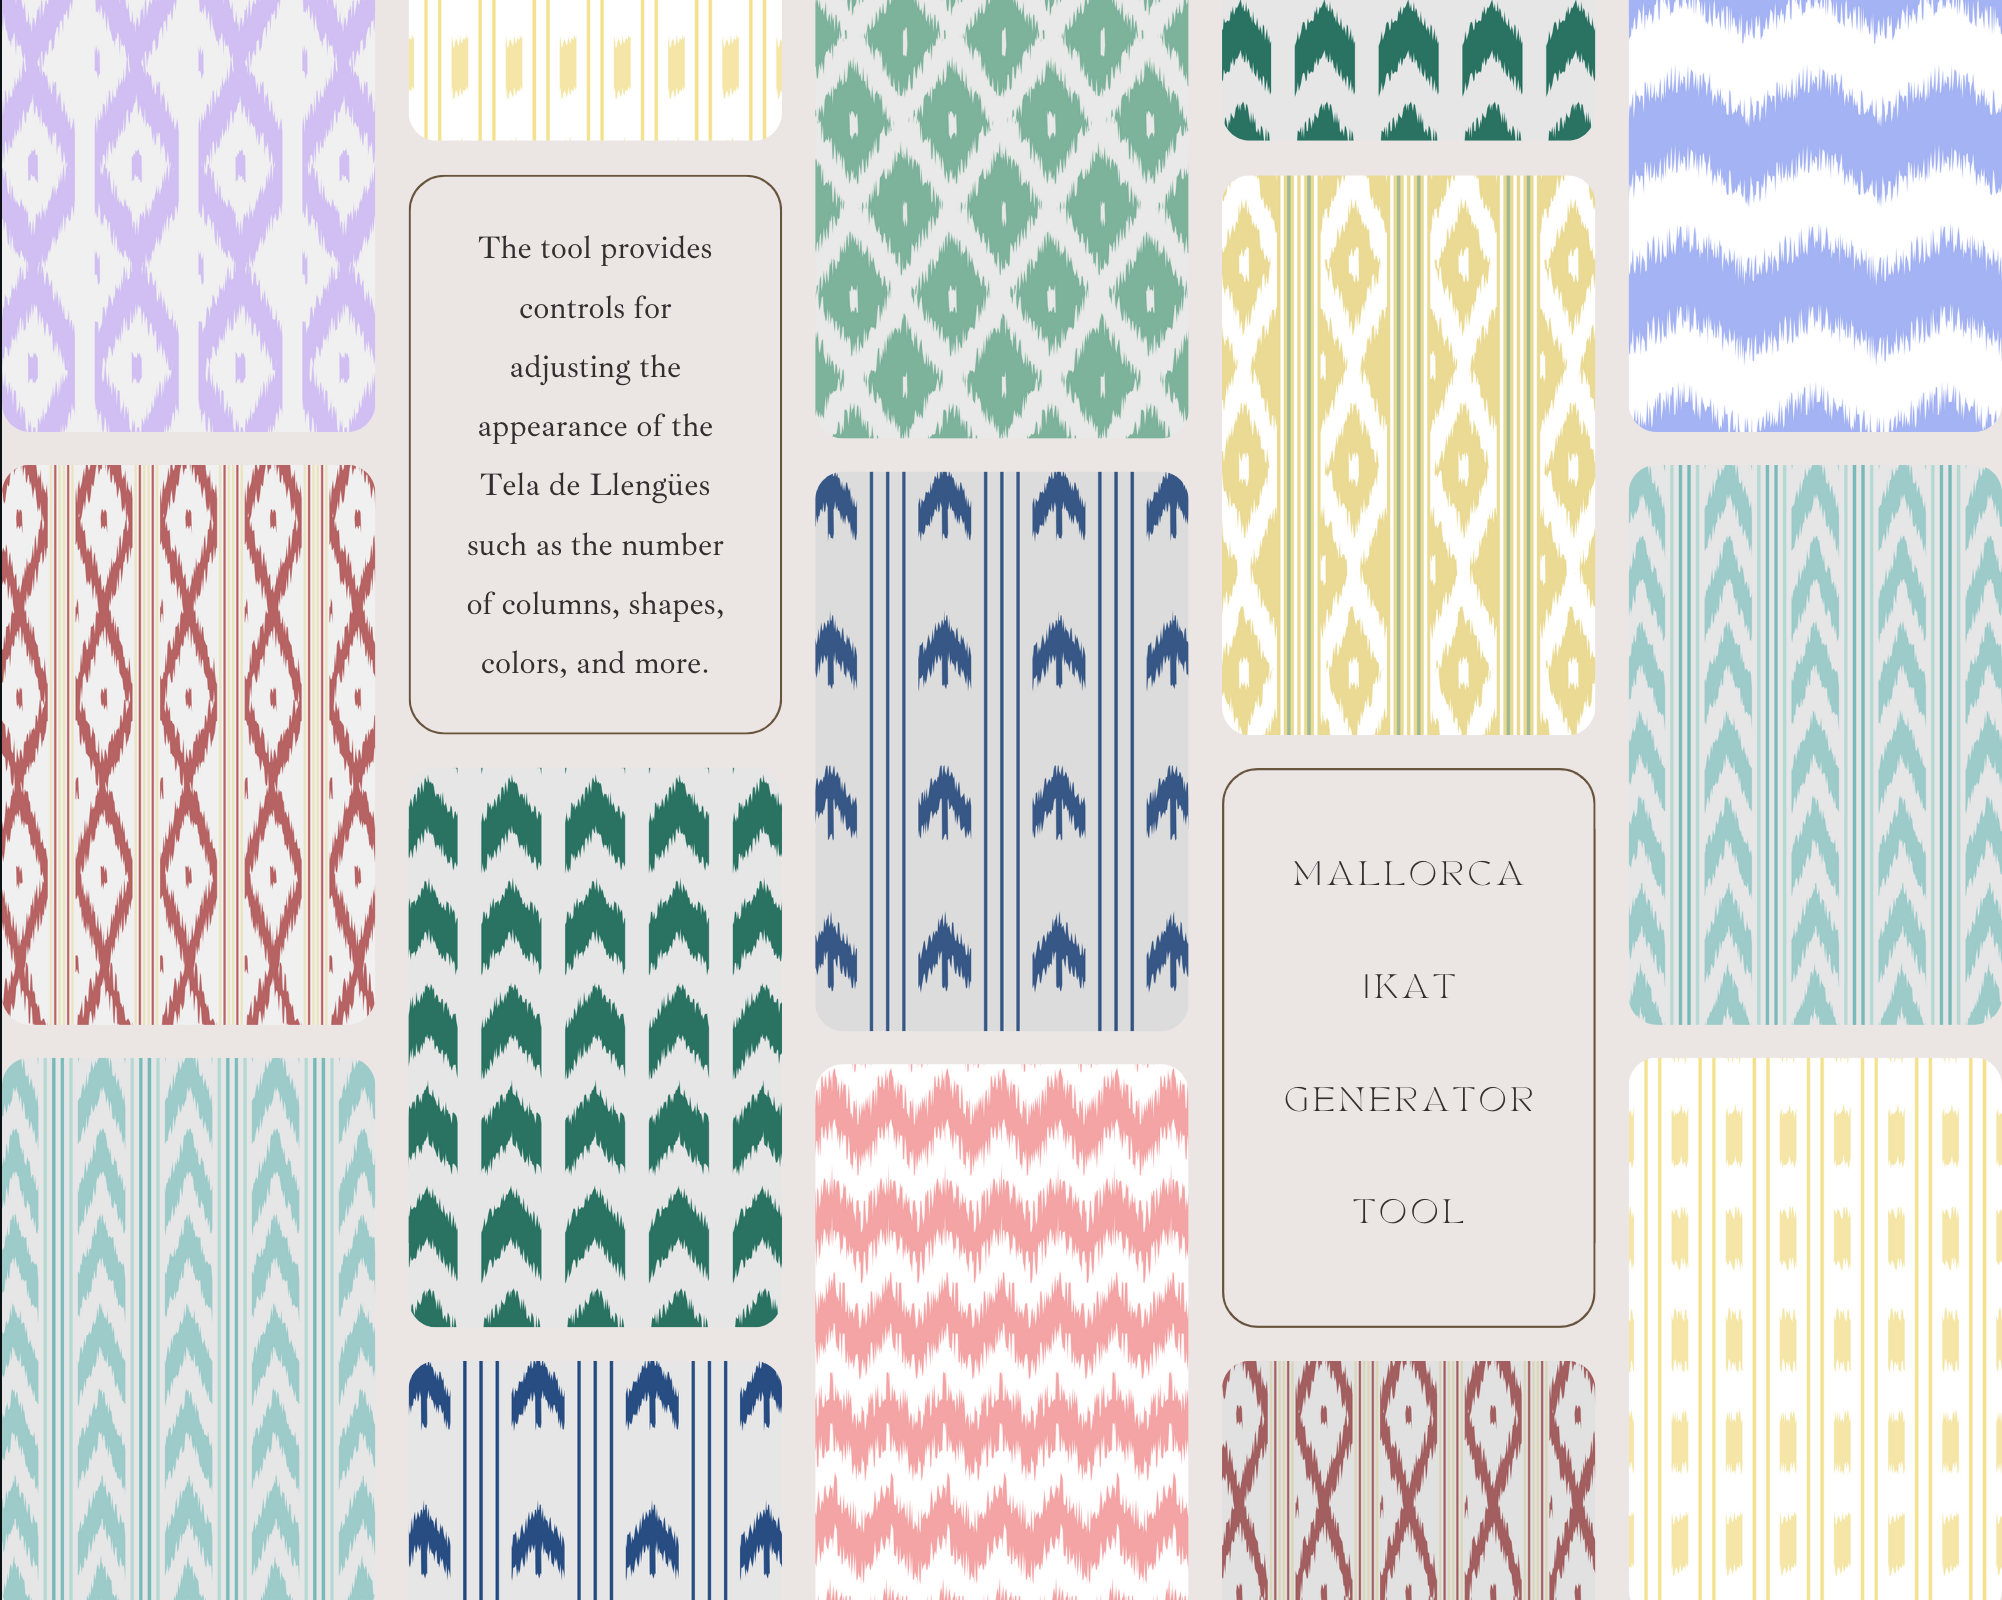 The tool provides
controls for
adjusting the
appearance of the
Tela de Llengües
such as the number
of columns, shapes,
colors, and more.
MALLORCA
IKAT
GENERATOR
TOOL